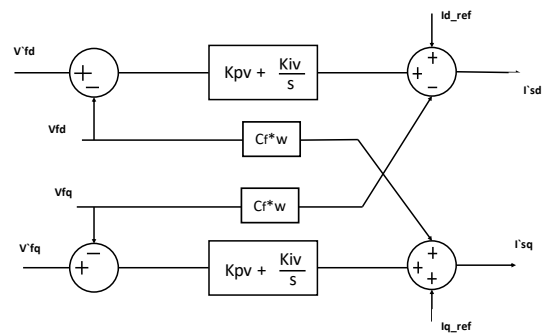 Id_ref
V`fd
+
−
Kpv + Kiv/s
+
+
−
I`sd
Vfd
Cf*w
Vfq
Cf*w
V`fq
+
−
Kpv + Kiv/s
+
+
+
I`sq
Iq_ref